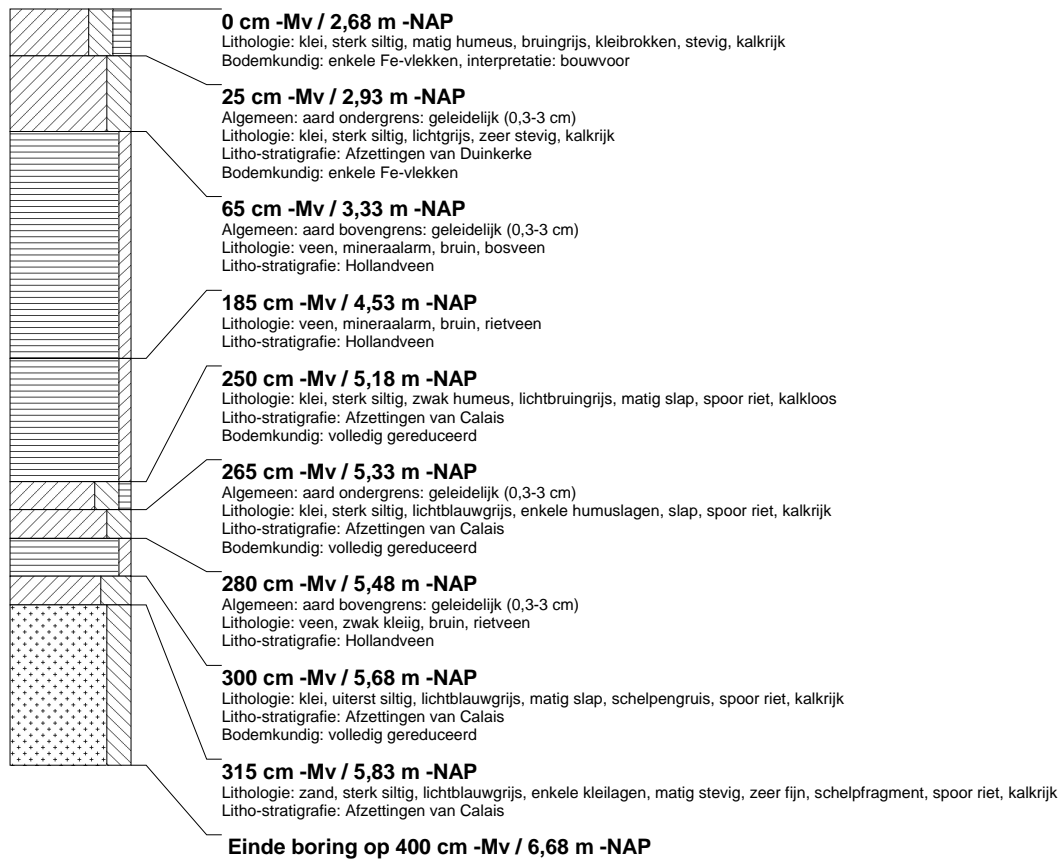 0 cm -Mv / 2,68 m -NAP
Lithologie: klei, sterk siltig, matig humeus, bruingrijs, kleibrokken, stevig, kalkrijk
Bodemkundig: enkele Fe-vlekken, interpretatie: bouwvoor
25 cm -Mv / 2,93 m -NAP
Algemeen: aard ondergrens: geleidelijk (0,3-3 cm)
Lithologie: klei, sterk siltig, lichtgrijs, zeer stevig, kalkrijk
Litho-stratigrafie: Afzettingen van Duinkerke
Bodemkundig: enkele Fe-vlekken
65 cm -Mv / 3,33 m -NAP
Algemeen: aard bovengrens: geleidelijk (0,3-3 cm)
Lithologie: veen, mineraalarm, bruin, bosveen
Litho-stratigrafie: Hollandveen
185 cm -Mv / 4,53 m -NAP
Lithologie: veen, mineraalarm, bruin, rietveen
Litho-stratigrafie: Hollandveen
250 cm -Mv / 5,18 m -NAP
Lithologie: klei, sterk siltig, zwak humeus, lichtbruingrijs, matig slap, spoor riet, kalkloos
Litho-stratigrafie: Afzettingen van Calais
Bodemkundig: volledig gereduceerd
265 cm -Mv / 5,33 m -NAP
Algemeen: aard ondergrens: geleidelijk (0,3-3 cm)
Lithologie: klei, sterk siltig, lichtblauwgrijs, enkele humuslagen, slap, spoor riet, kalkrijk
Litho-stratigrafie: Afzettingen van Calais
Bodemkundig: volledig gereduceerd
280 cm -Mv / 5,48 m -NAP
Algemeen: aard bovengrens: geleidelijk (0,3-3 cm)
Lithologie: veen, zwak kleiig, bruin, rietveen
Litho-stratigrafie: Hollandveen
300 cm -Mv / 5,68 m -NAP
Lithologie: klei, uiterst siltig, lichtblauwgrijs, matig slap, schelpengruis, spoor riet, kalkrijk
Litho-stratigrafie: Afzettingen van Calais
Bodemkundig: volledig gereduceerd
315 cm -Mv / 5,83 m -NAP
Lithologie: zand, sterk siltig, lichtblauwgrijs, enkele kleilagen, matig stevig, zeer fijn, schelpfragment, spoor riet, kalkrijk
Litho-stratigrafie: Afzettingen van Calais
Einde boring op 400 cm -Mv / 6,68 m -NAP